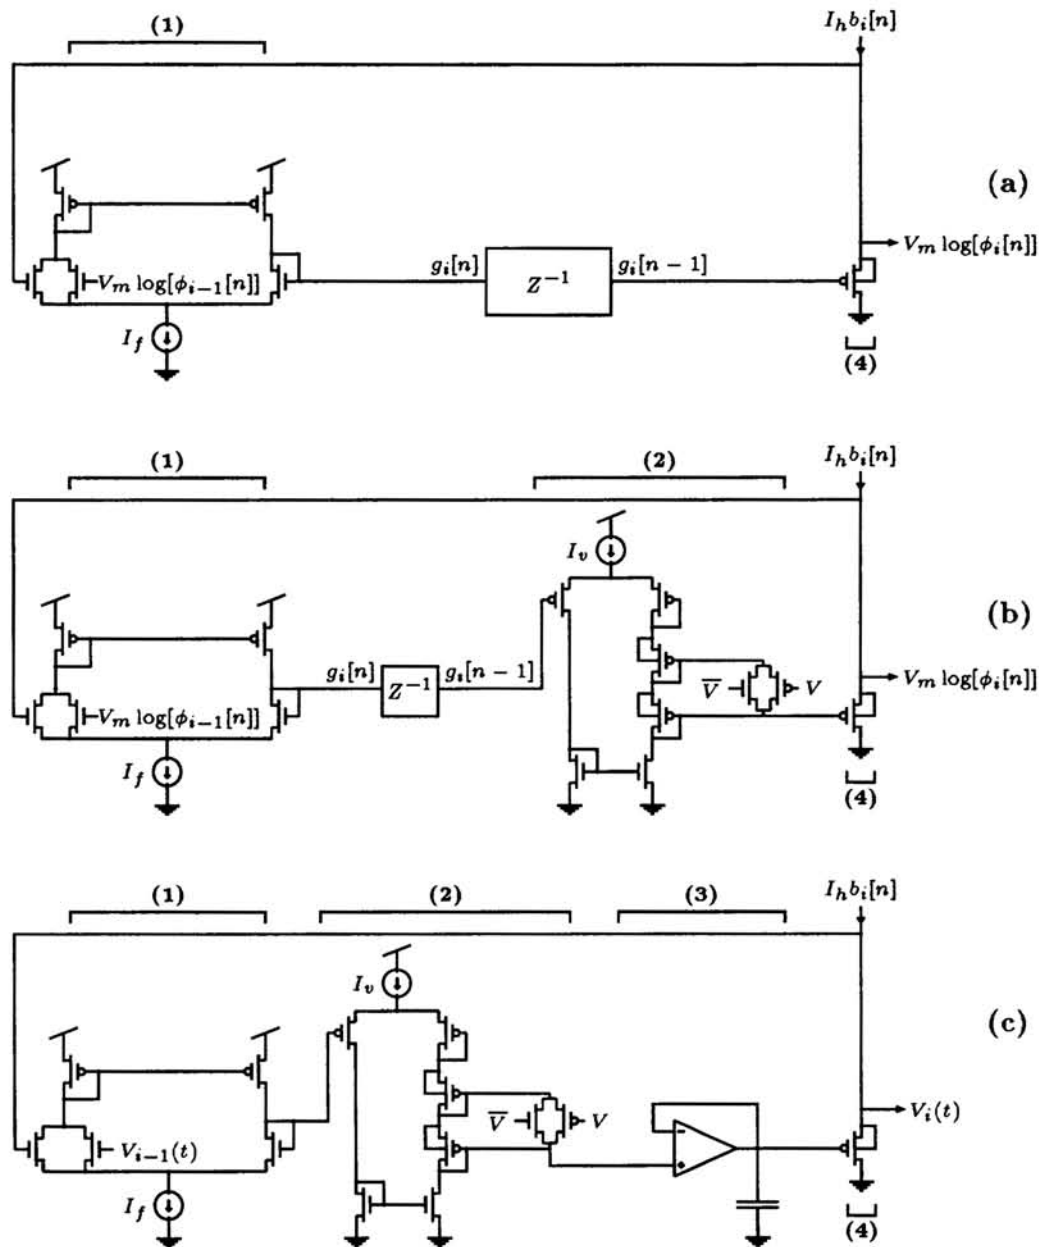 (1)
I_h b_i[n]
(a)
V_m log[φ_{i−1}[n]]
g_i[n]
Z^{−1}
g_i[n − 1]
V_m log[φ_i[n]]
I_f
(4)
(1)
(2)
I_h b_i[n]
I_v
(b)
g_i[n]
Z^{−1}
g_i[n − 1]
V̅
V
V_m log[φ_i[n]]
V_m log[φ_{i−1}[n]]
I_f
(4)
(1)
(2)
(3)
I_h b_i[n]
I_v
(c)
V̅
V
V_i(t)
V_{i−1}(t)
−
+
I_f
(4)